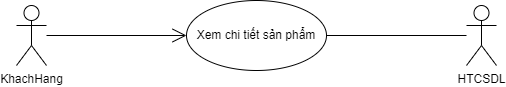 Xem chi tiết sản phẩm
KhachHang
HTCSDL